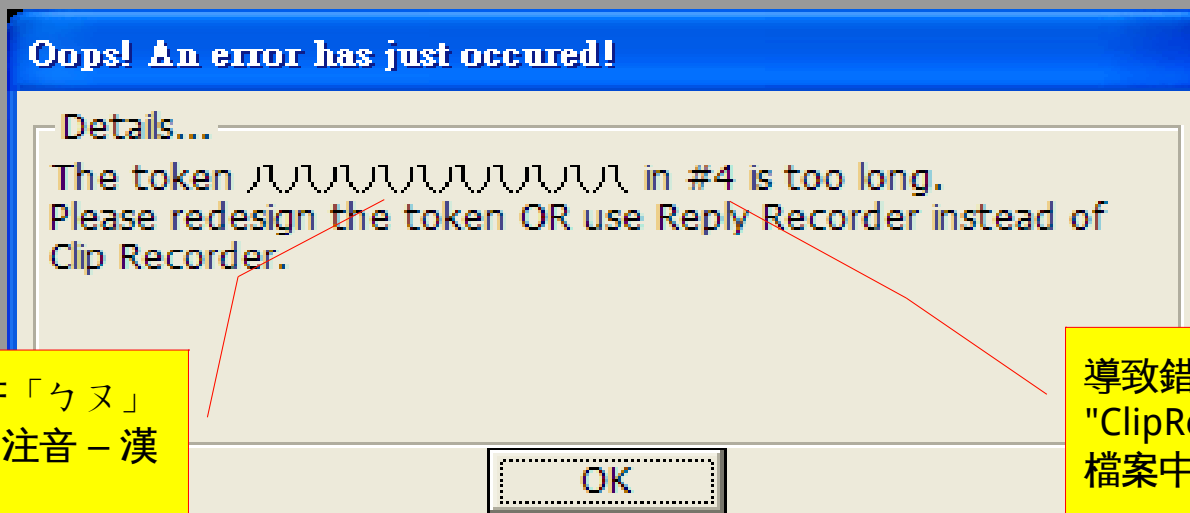 Oops! An error has just occured!
Details...
The token in #4 is too long.
Please redesign the token OR use Reply Recorder instead of
Clip Recorder.
「ㄅㄡ」
注音 – 漢
導致錯
"ClipRe
檔案中
OK